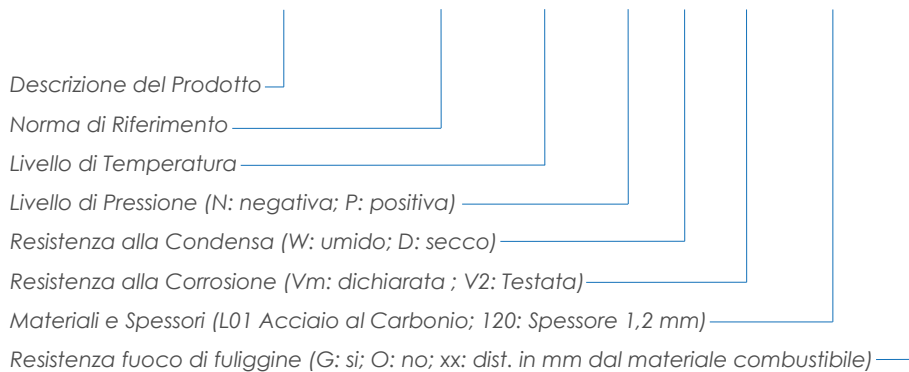 Descrizione del Prodotto
Norma di Riferimento
Livello di Temperatura
Livello di Pressione (N: negativa; P: positiva)
Resistenza alla Condensa (W: umido; D: secco)
Resistenza alla Corrosione (Vm: dichiarata ; V2: Testata)
Materiali e Spessori (L01 Acciaio al Carbonio; 120: Spessore 1,2 mm)
Resistenza fuoco di fuliggine (G: si; O: no; xx: dist. in mm dal materiale combustibile)